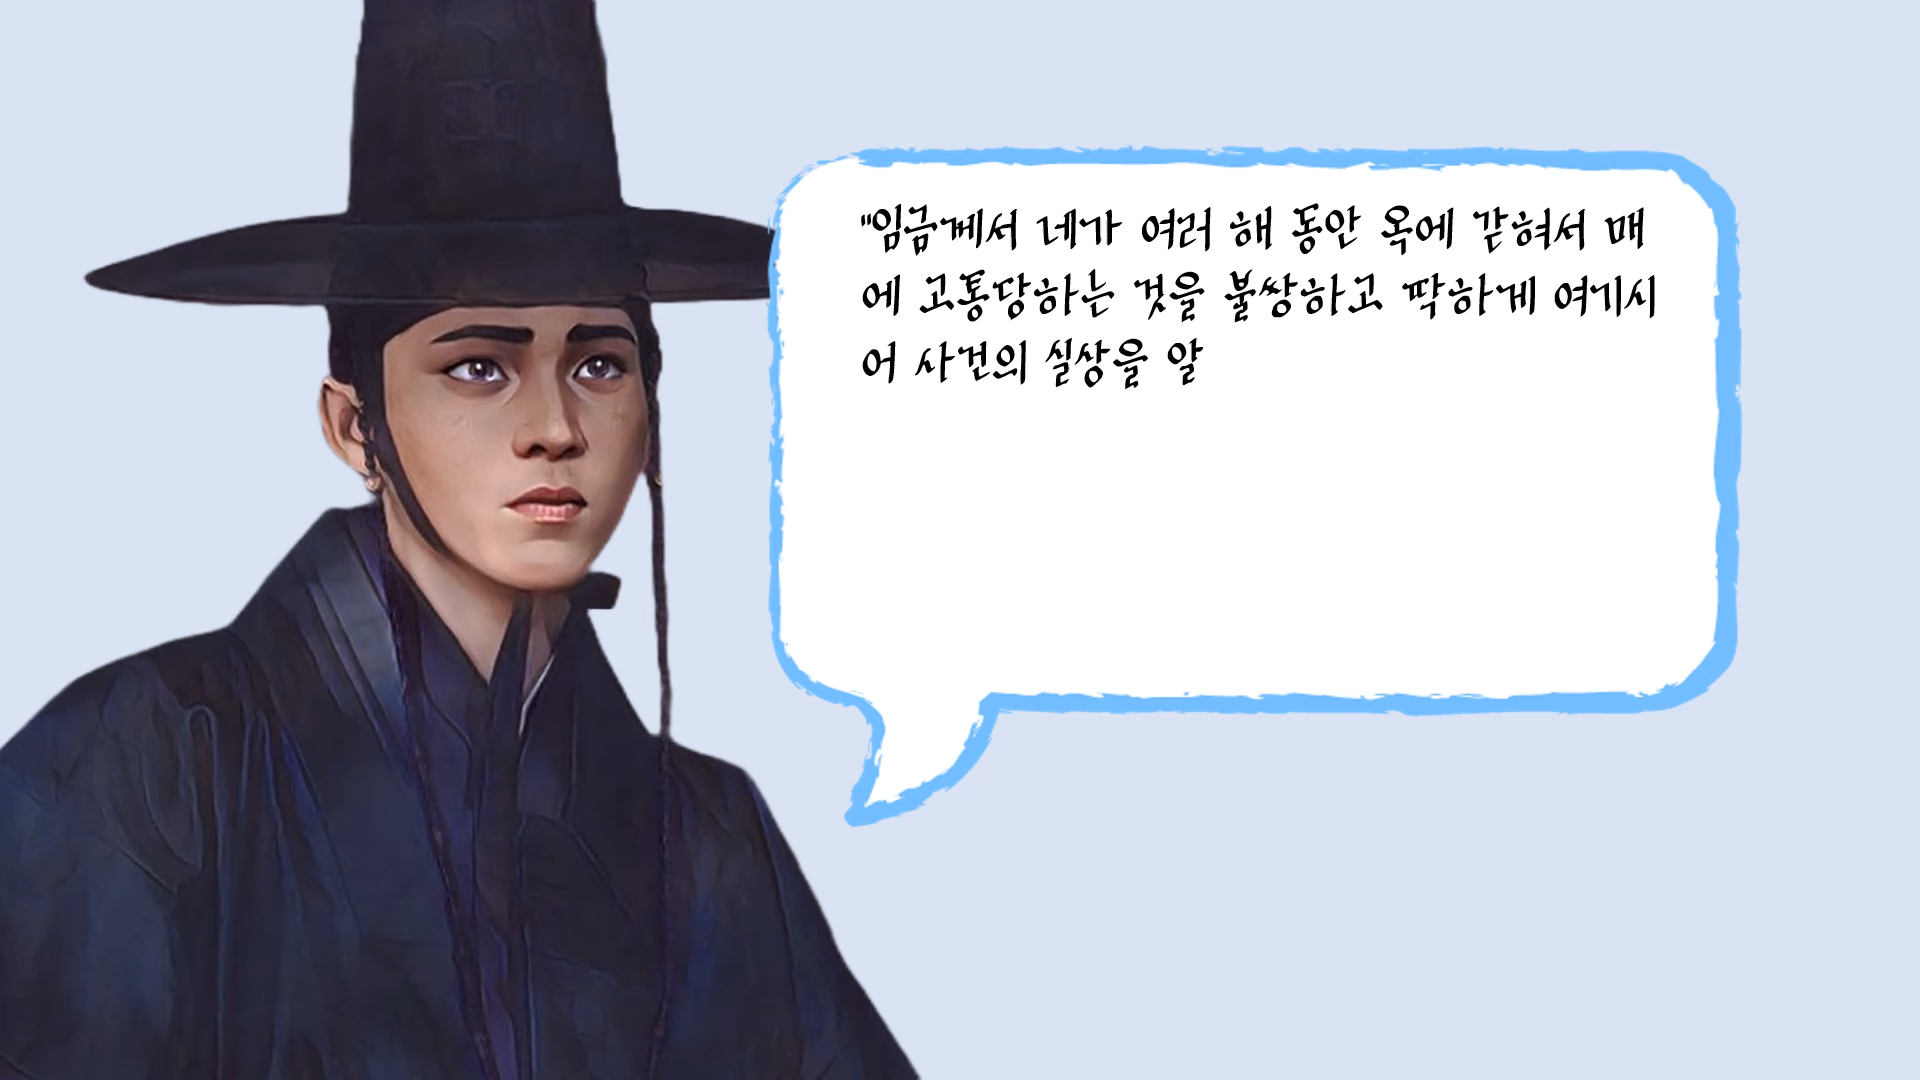 "임금께서 네가 여러 해 동안 옥에 갇혀서 매
에 고통당하는 것을 불쌍하고 딱하게 여기시
어 사건의 실상을 알